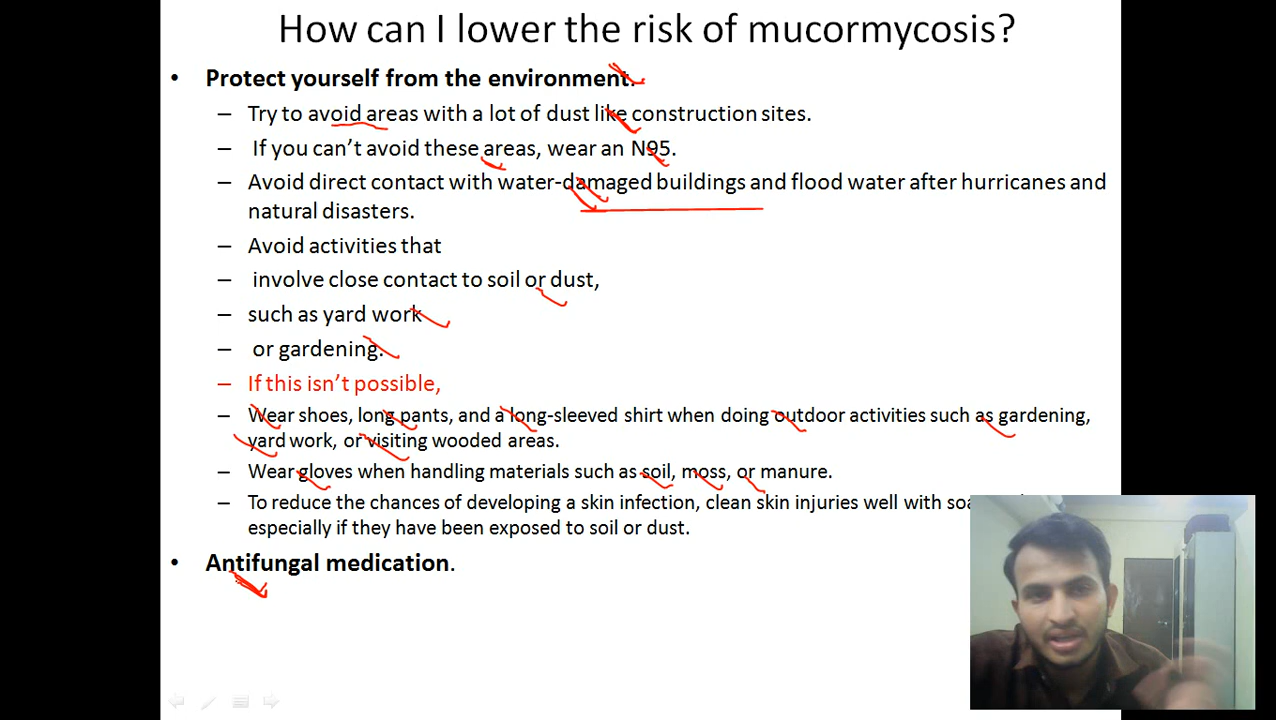 How can I lower the risk of mucormycosis?
• Protect yourself from the environment.
– Try to avoid areas with a lot of dust like construction sites.
– If you can’t avoid these areas, wear an N95.
– Avoid direct contact with water-damaged buildings and flood water after hurricanes and
natural disasters.
– Avoid activities that
– involve close contact to soil or dust,
– such as yard work
– or gardening.
– If this isn’t possible,
– Wear shoes, long pants, and a long-sleeved shirt when doing outdoor activities such as gardening,
yard work, or visiting wooded areas.
– Wear gloves when handling materials such as soil, moss, or manure.
– To reduce the chances of developing a skin infection, clean skin injuries well with
especially if they have been exposed to soil or dust.
• Antifungal medication.